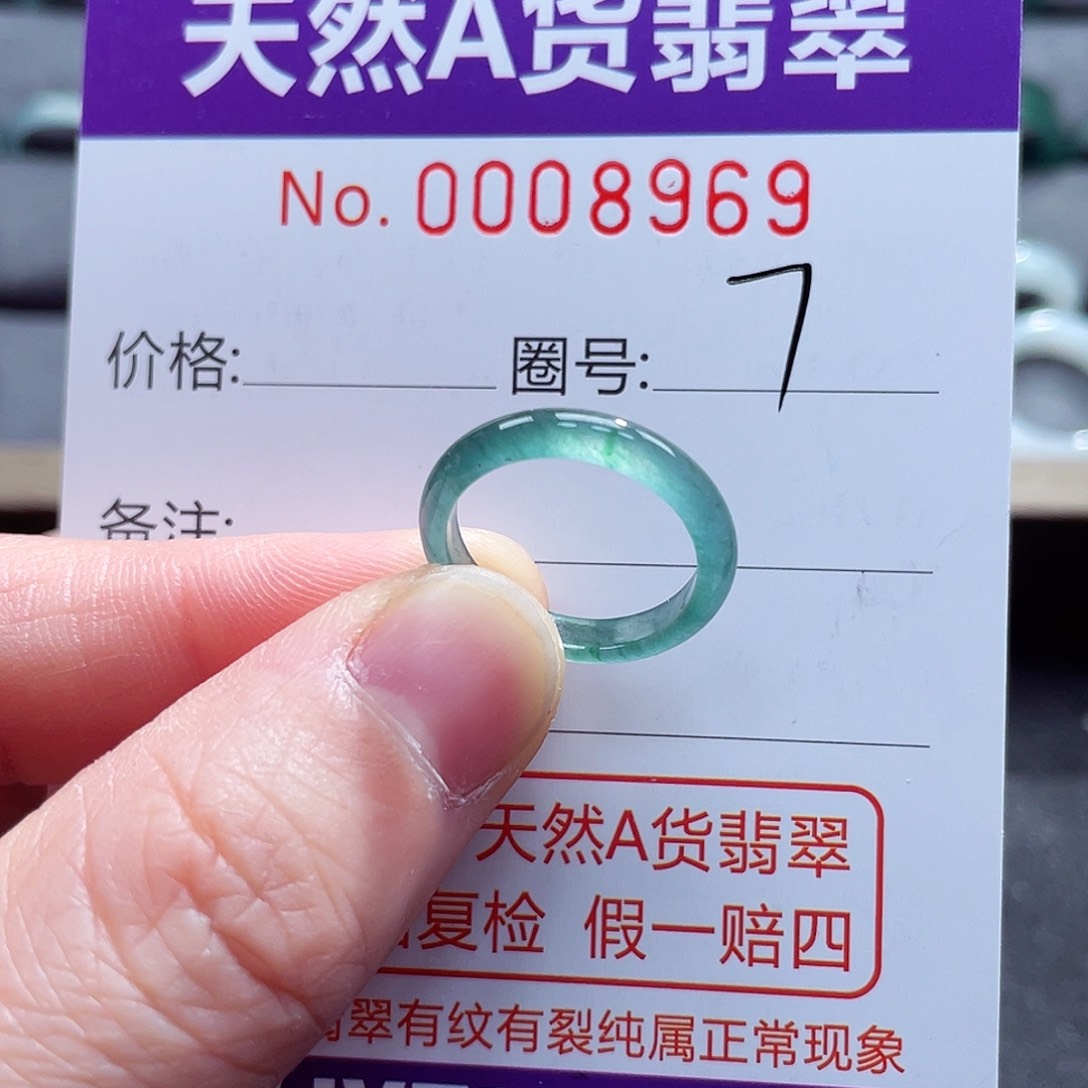 天然A货翡翠
No. 0008969
价格: 圈号: 7
备注:
天然A货翡翠
复检 假一赔四
翠有纹有裂纯属正常现象